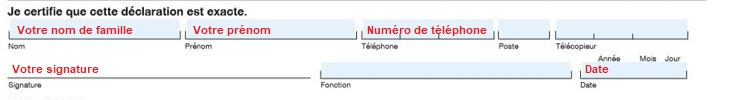 Je certifie que cette déclaration est exacte.
Votre nom de famille Votre prénom Numéro de téléphone
Nom Prénom Téléphone Poste Télécopieur
Année Mois Jour
Votre signature Date
Signature Fonction Date